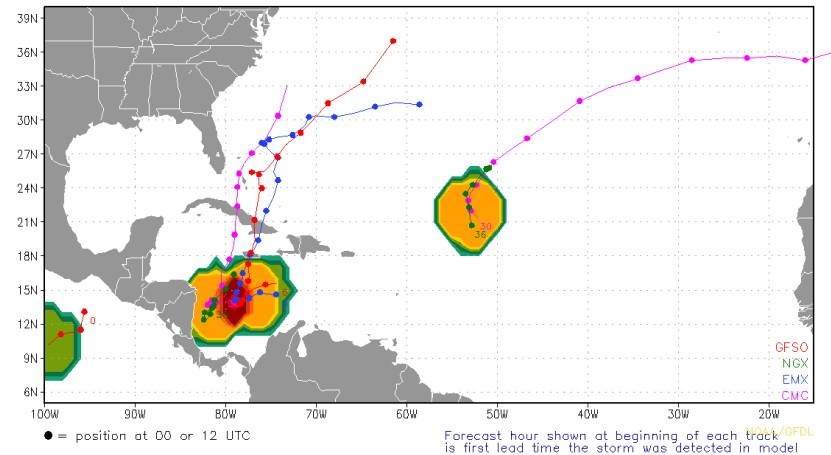 39N
36N
33N
30N
27N
24N
21N
30
36
18N
15N
12N
0
9N
GFSO
NGX
EMX
6N
CMC
100W 90W 80W 70W 60W 50W 40W 30W 20W
NOAA/GFDL
= position at 00 or 12 UTC
Forecast hour shown at beginning of each track
is first lead time the storm was detected in model